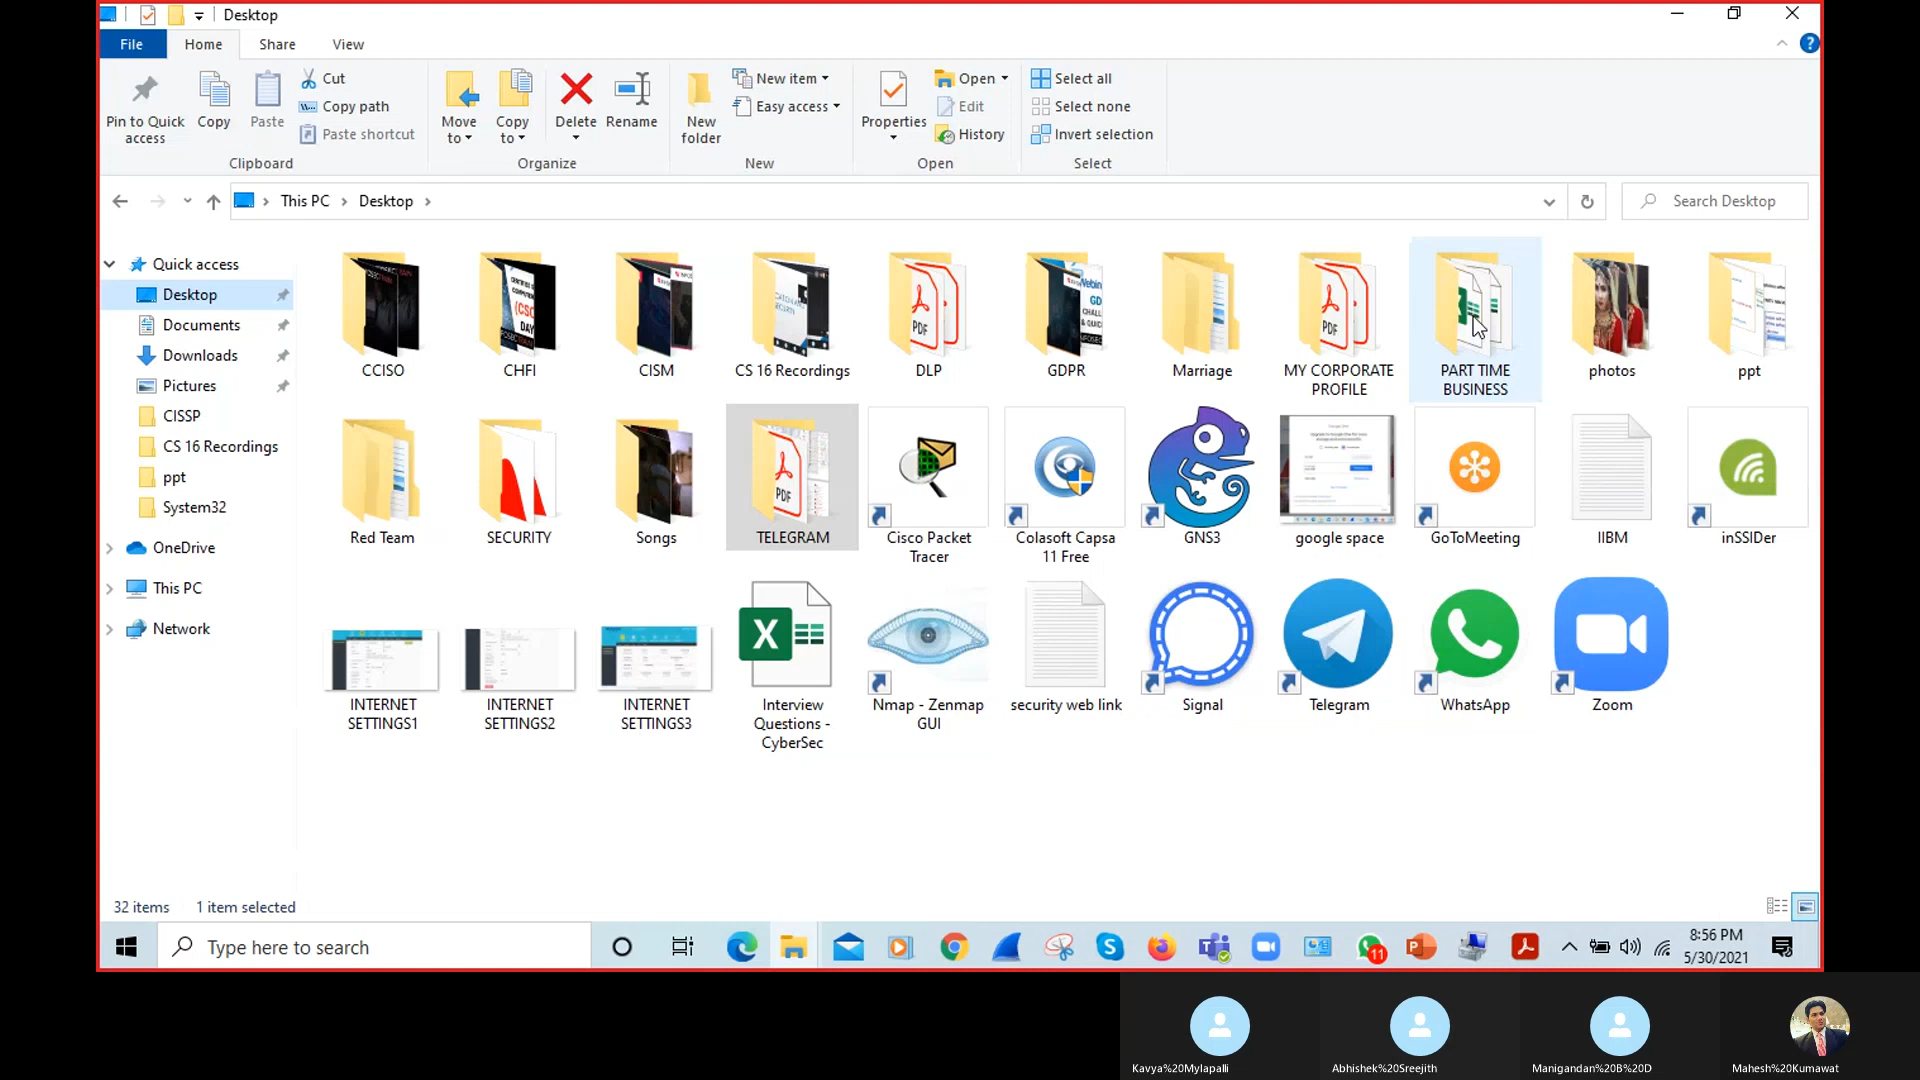 Desktop
File Home Share View
Pin to Quick access
Copy
Paste
Cut
Copy path
Paste shortcut
Clipboard
Move to
Copy to
Delete
Rename
Organize
New folder
New item
Easy access
New
Properties
Open
Edit
History
Open
Select all
Select none
Invert selection
Select
This PC Desktop
Search Desktop
Quick access
Desktop
Documents
Downloads
Pictures
CISSP
CS 16 Recordings
ppt
System32
OneDrive
This PC
Network
CCISO
CHFI
CISM
CS 16 Recordings
DLP
GDPR
Marriage
MY CORPORATE
PROFILE
PART TIME
BUSINESS
photos
ppt
Red Team
SECURITY
Songs
TELEGRAM
Cisco Packet
Tracer
Colasoft Capsa
11 Free
GNS3
google space
GoToMeeting
IIBM
inSSIDer
INTERNET
SETTINGS1
INTERNET
SETTINGS2
INTERNET
SETTINGS3
Interview
Questions -
CyberSec
Nmap - Zenmap
GUI
security web link
Signal
Telegram
WhatsApp
Zoom
PDF
PDF
PDF
32 items 1 item selected
Type here to search
11
8:56 PM
5/30/2021
Kavya%20Mylapalli
Abhishek%20Sreejith
Manigandan%20B%20D
Mahesh%20Kumawat